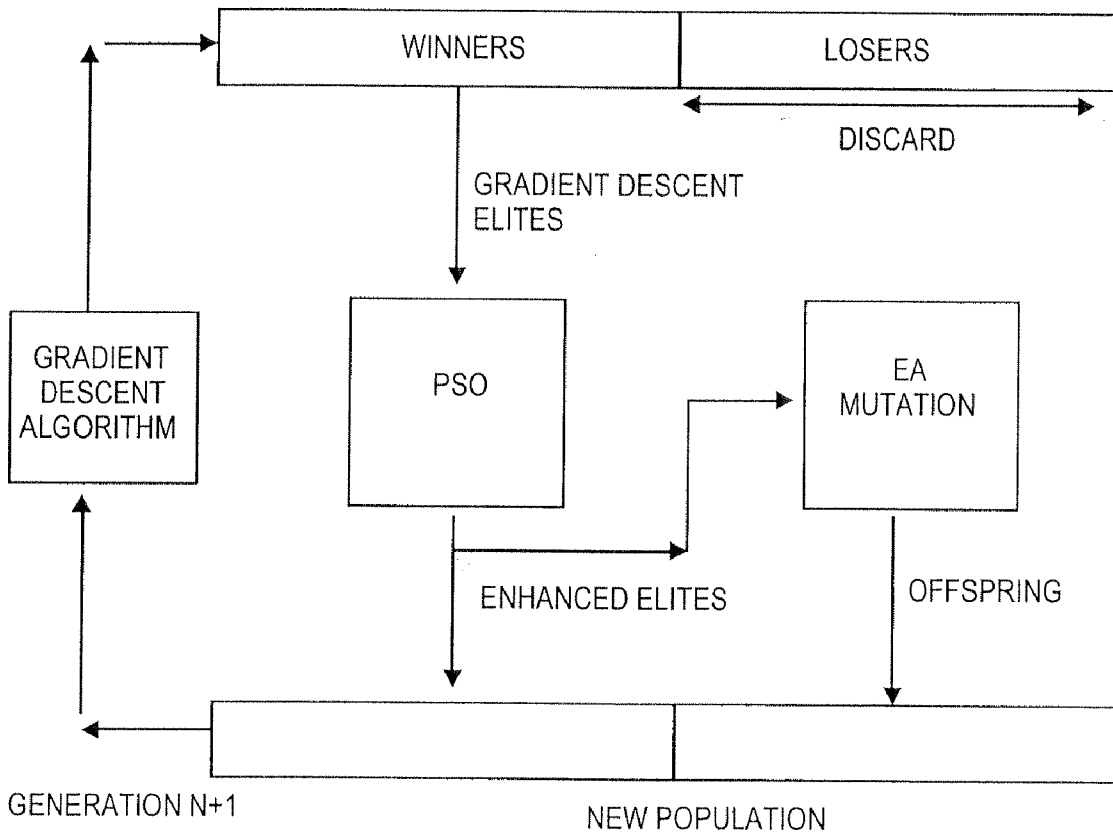 WINNERS
LOSERS
DISCARD
GRADIENT DESCENT
ELITES
GRADIENT
DESCENT
ALGORITHM
PSO
EA
MUTATION
ENHANCED ELITES
OFFSPRING
GENERATION N+1
NEW POPULATION